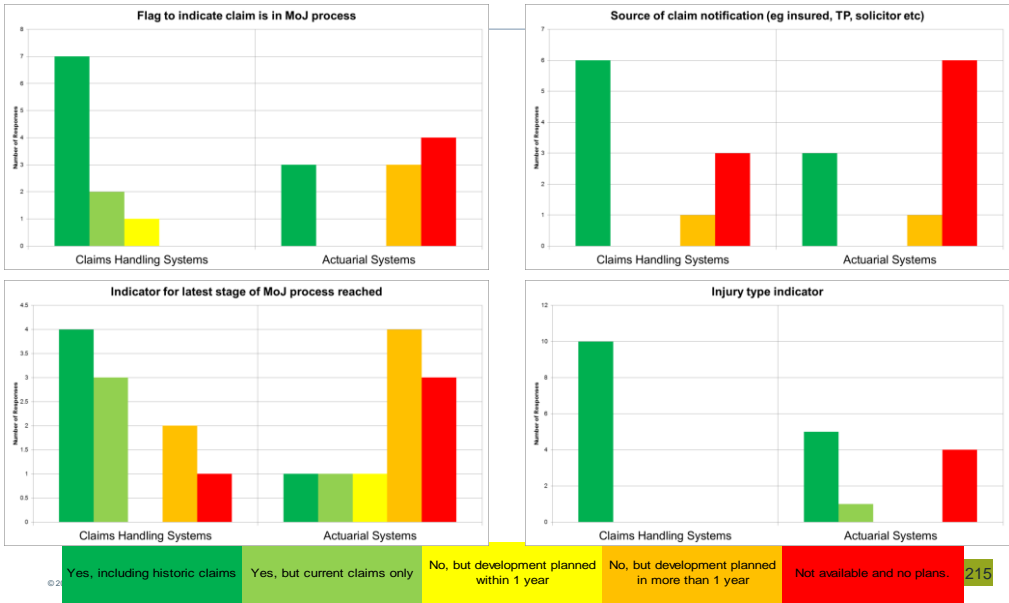 Flag to indicate claim is in MoJ process
8
7
6
5
4
3
2
1
0
Number of Responses
Claims Handling Systems
Actuarial Systems
Source of claim notification (eg insured, TP, solicitor etc)
7
6
5
4
3
2
1
0
Number of Responses
Claims Handling Systems
Actuarial Systems
Indicator for latest stage of MoJ process reached
4.5
4
3.5
3
2.5
2
1.5
1
0.5
0
Number of Responses
Claims Handling Systems
Actuarial Systems
Injury type indicator
12
10
8
6
4
2
0
Number of Responses
Claims Handling Systems
Actuarial Systems
Yes, including historic claims
Yes, but current claims only
No, but development planned
within 1 year
No, but development planned
in more than 1 year
Not available and no plans.
215